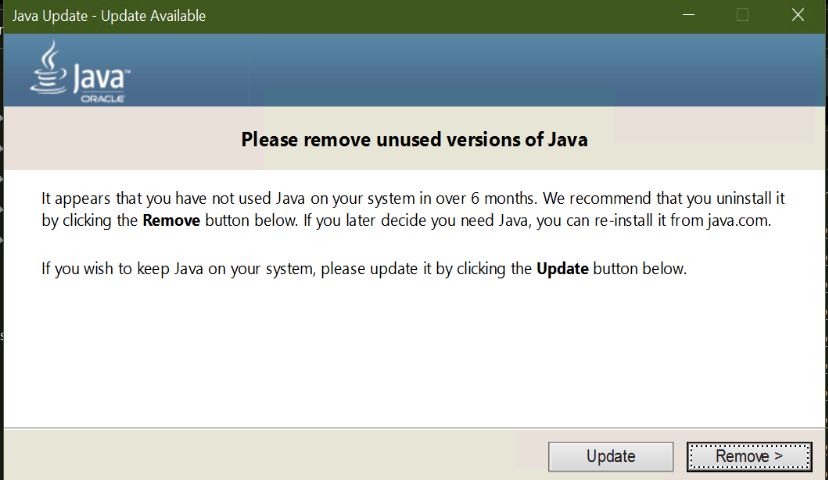 Java Update - Update Available
Java™
ORACLE
Please remove unused versions of Java
It appears that you have not used Java on your system in over 6 months. We recommend that you uninstall it
by clicking the Remove button below. If you later decide you need Java, you can re-install it from java.com.
If you wish to keep Java on your system, please update it by clicking the Update button below.
Update
Remove >